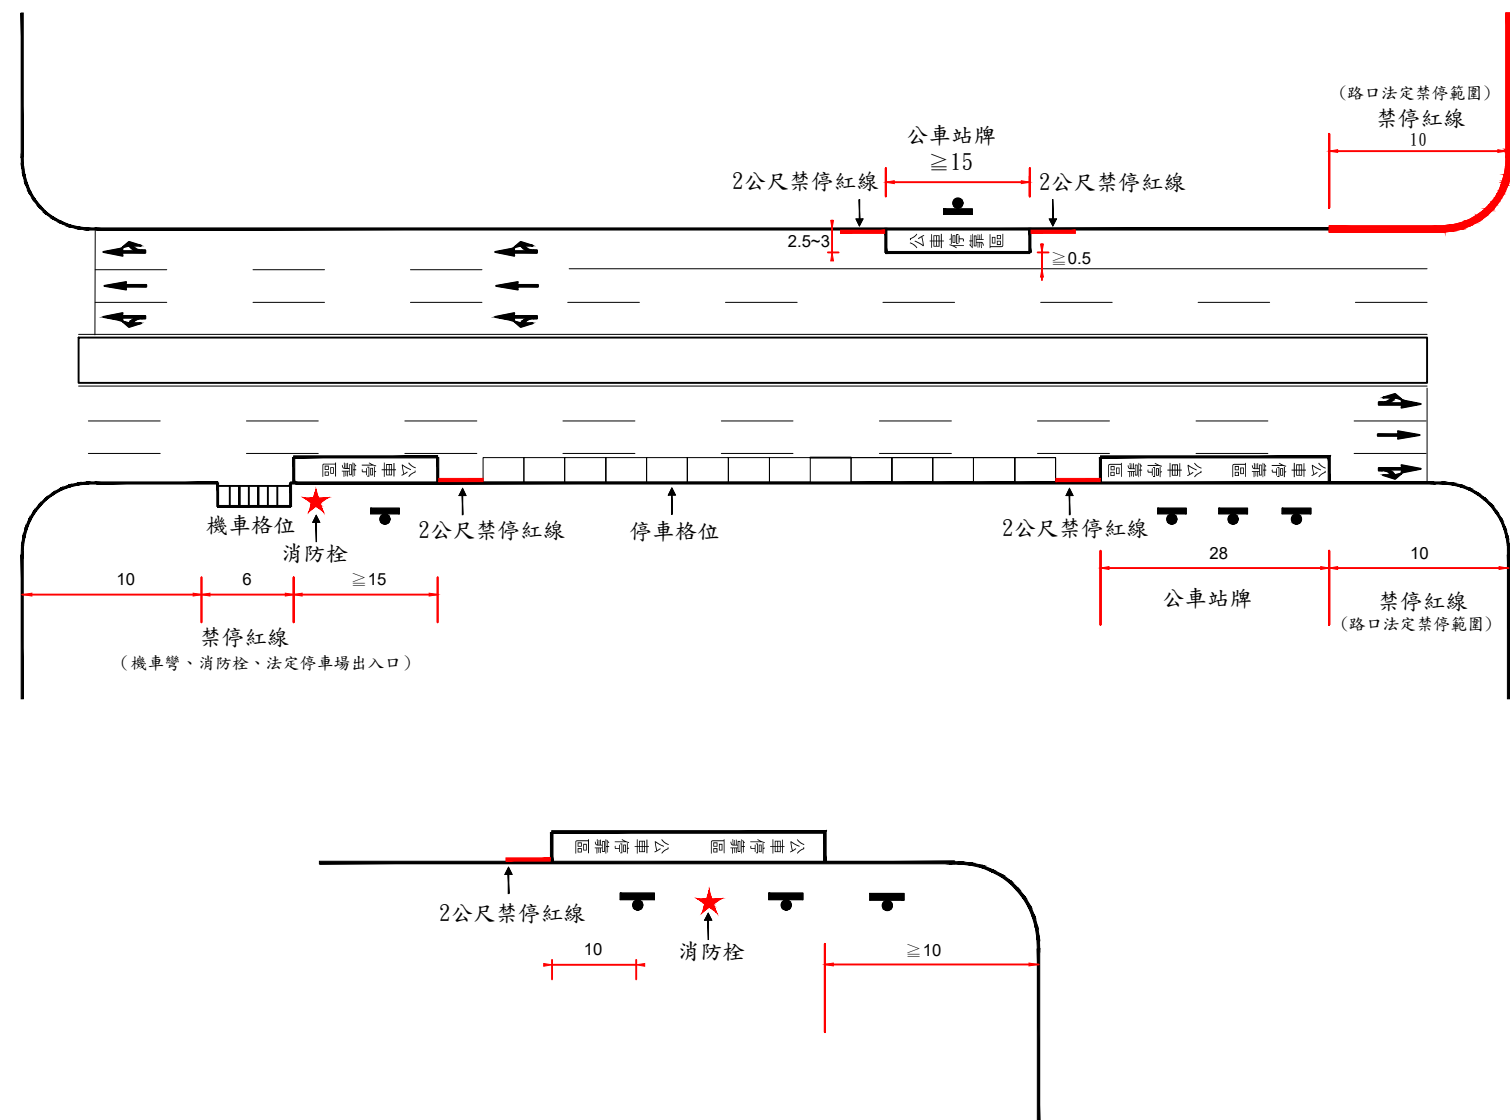 （路口法定禁停範圍）
禁停紅線
10
公車站牌
≧15
2公尺禁停紅線
2公尺禁停紅線
2.5~3
公車停靠區
≧0.5
公車停靠區
公車停靠區
公車停靠區
機車格位
消防栓
2公尺禁停紅線
停車格位
2公尺禁停紅線
10
6
≧15
28
10
公車站牌
禁停紅線
（路口法定禁停範圍）
禁停紅線
（機車彎、消防栓、法定停車場出入口）
公車停靠區
公車停靠區
2公尺禁停紅線
10
消防栓
≧10